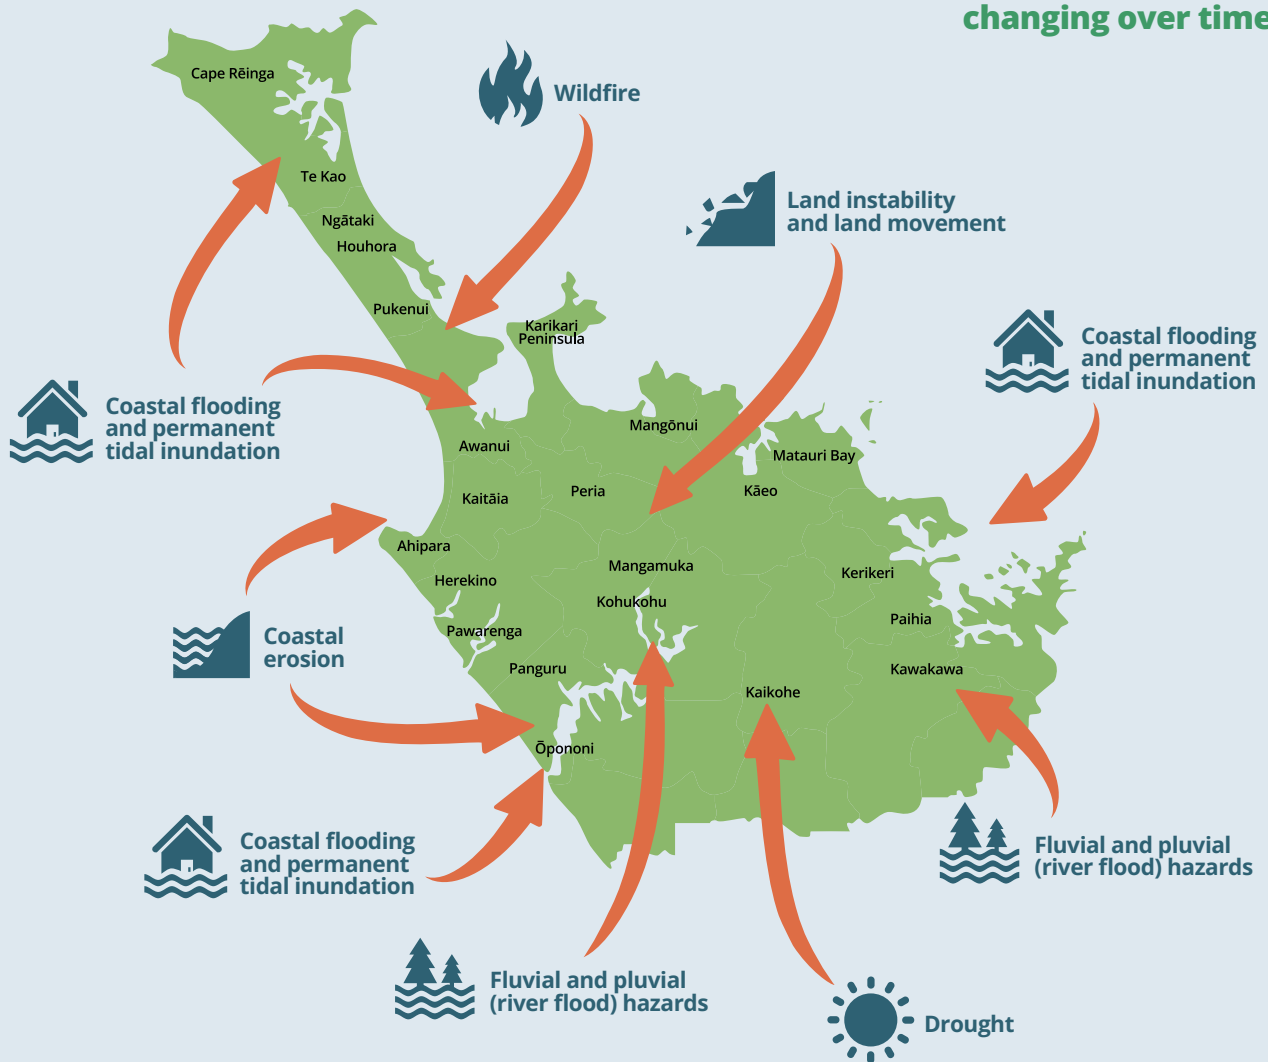 changing over time
Cape Rēinga
Wildfire
Te Kao
Land instability
and land movement
Ngātaki
Houhora
Pukenui
Karikari
Peninsula
Coastal flooding
and permanent
tidal inundation
Coastal flooding
and permanent
tidal inundation
Mangōnui
Awanui
Matauri Bay
Kaitāia
Peria
Kāeo
Ahipara
Mangamuka
Kerikeri
Herekino
Kohukohu
Paihia
Pawarenga
Coastal
erosion
Panguru
Kawakawa
Kaikohe
Ōpononi
Coastal flooding
and permanent
tidal inundation
Fluvial and pluvial
(river flood) hazards
Fluvial and pluvial
(river flood) hazards
Drought